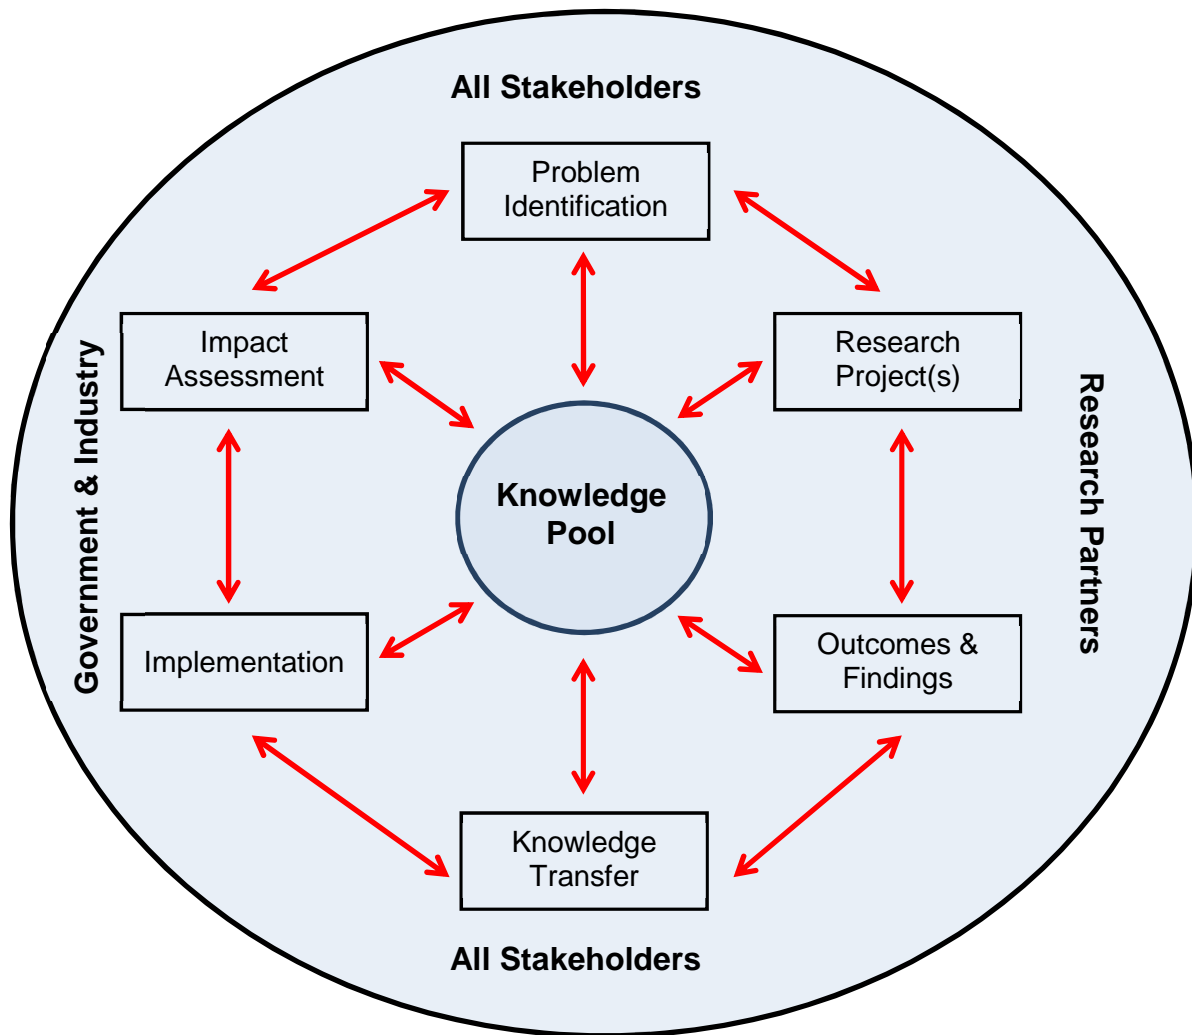 All Stakeholders
Problem
Identification
Impact
Assessment
Research
Project(s)
Government & Industry
Research Partners
Knowledge
Pool
Implementation
Outcomes &
Findings
Knowledge
Transfer
All Stakeholders